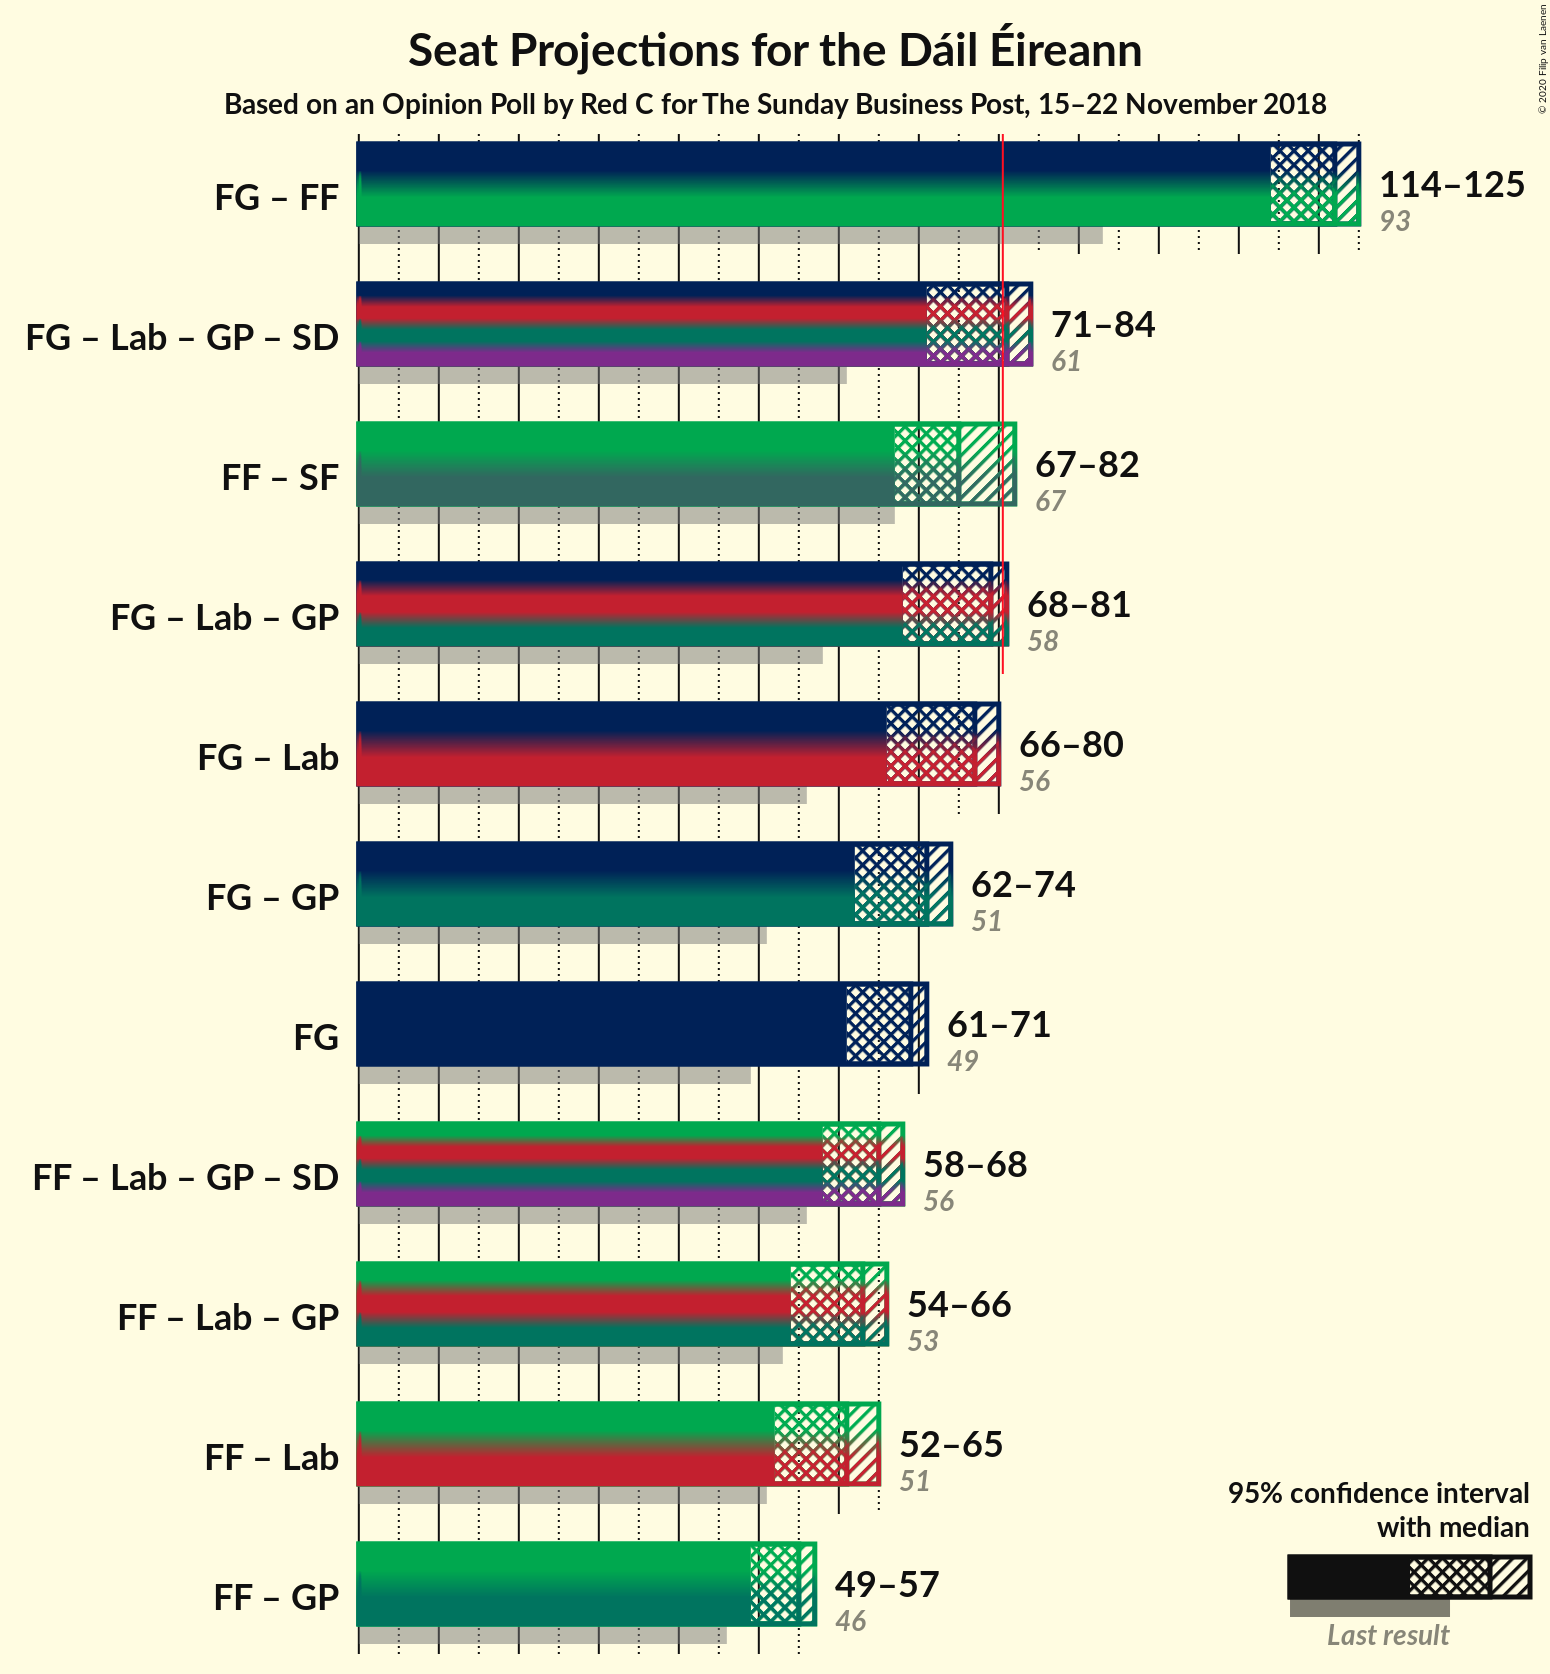 Seat Projections for the Dáil Éireann
Based on an Opinion Poll by Red C for The Sunday Business Post, 15–22 November 2018
© 2020 Filip van Laenen
FG – FF
114–125
93
FG – Lab – GP – SD
71–84
61
FF – SF
67–82
67
FG – Lab – GP
68–81
58
FG – Lab
66–80
56
FG – GP
62–74
51
FG
61–71
49
FF – Lab – GP – SD
58–68
56
FF – Lab – GP
54–66
53
FF – Lab
52–65
51
FF – GP
49–57
46
95% confidence interval
with median
Last result